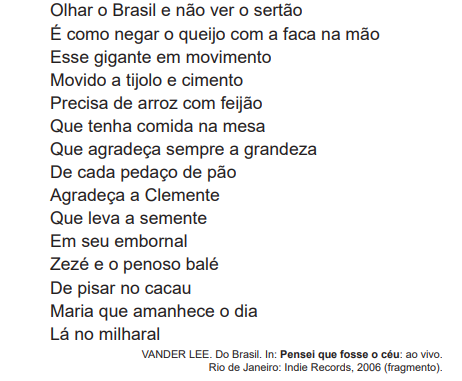 Olhar o Brasil e não ver o sertão
É como negar o queijo com a faca na mão
Esse gigante em movimento
Movido a tijolo e cimento
Precisa de arroz com feijão
Que tenha comida na mesa
Que agradeça sempre a grandeza
De cada pedaço de pão
Agradeça a Clemente
Que leva a semente
Em seu embornal
Zezé e o penoso balé
De pisar no cacau
Maria que amanhece o dia
Lá no milharal
VANDER LEE. Do Brasil. In: Pensei que fosse o céu: ao vivo.
Rio de Janeiro: Indie Records, 2006 (fragmento).